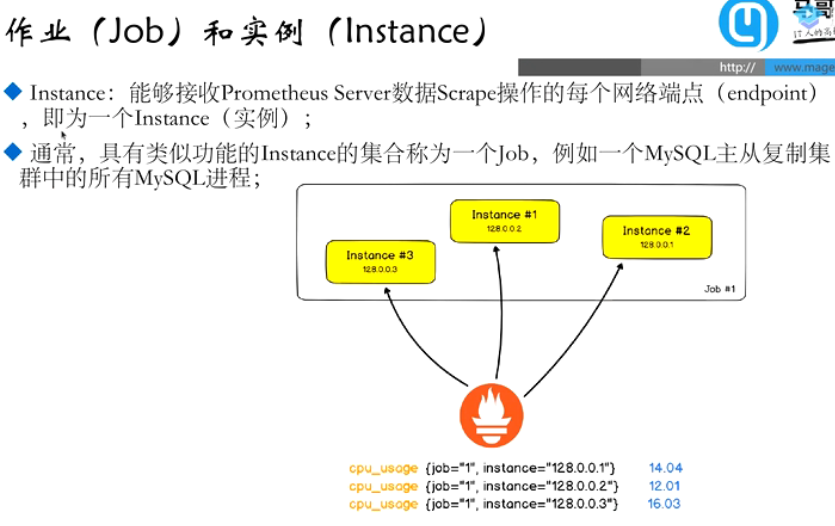 作业（Job）和实例（Instance）
http:// www.mage
Instance：能够接收Prometheus Server数据Scrape操作的每个网络端点（endpoint）
，即为一个Instance（实例）；
通常，具有类似功能的Instance的集合称为一个Job，例如一个MySQL主从复制集
群中的所有MySQL进程；
Instance #1
128.0.0.2
Instance #2
128.0.0.1
Instance #3
128.0.0.3
Job #1
cpu_usage {job="1", instance="128.0.0.1"} 14.04
cpu_usage {job="1", instance="128.0.0.2"} 12.01
cpu_usage {job="1", instance="128.0.0.3"} 16.03